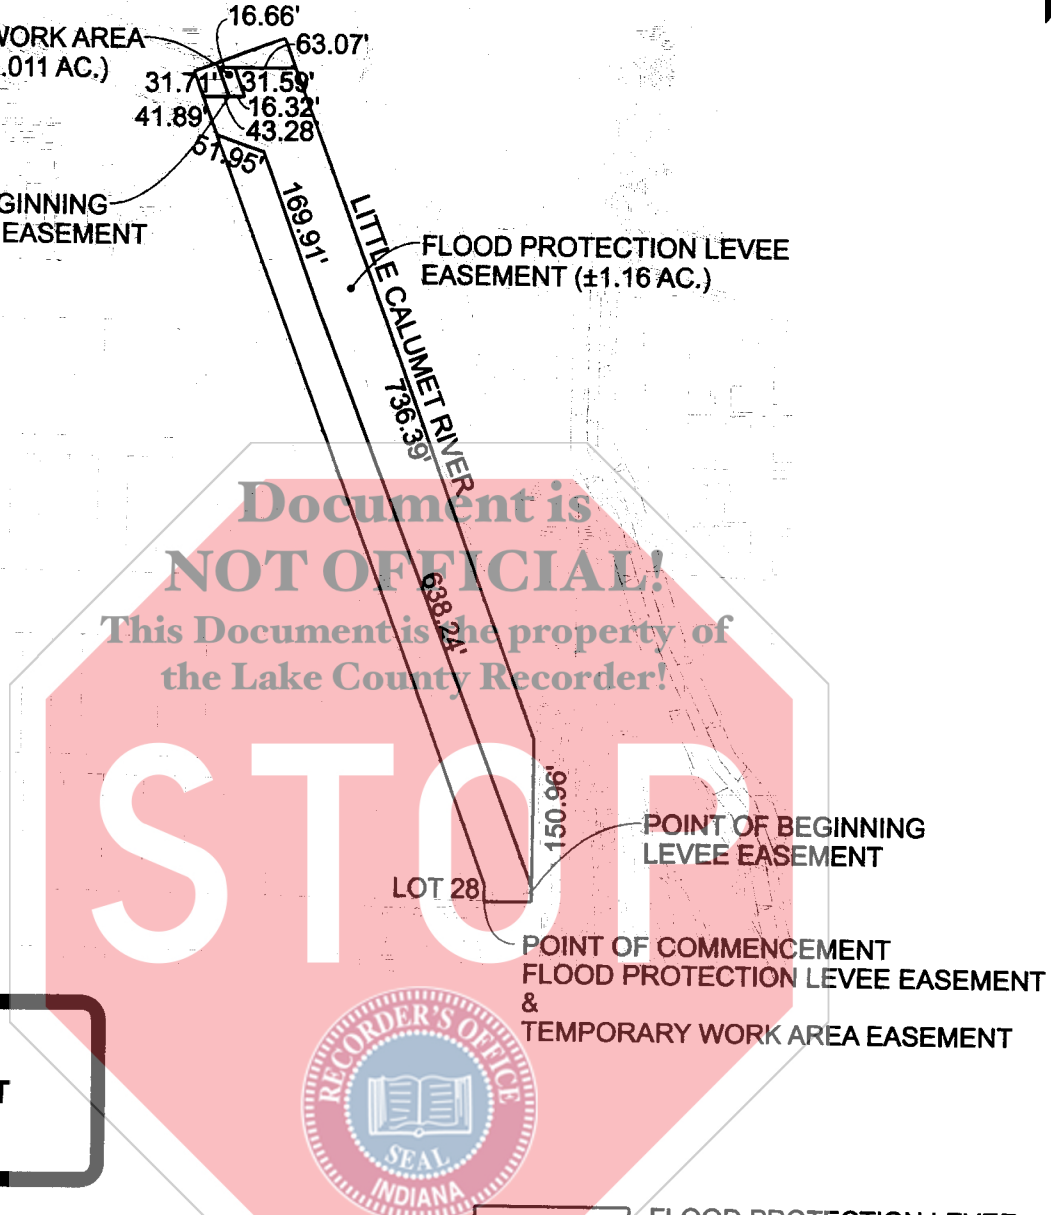 16.66'
WORK AREA
.011 AC.)
63.07'
31.71'
31.59'
16.32'
41.89'
43.28'
51.95'
GINNING
EASEMENT
169.91'
LITTLE CALUMET RIVER
FLOOD PROTECTION LEVEE
EASEMENT (±1.16 AC.)
736.39'
Document is
NOT OFFICIAL!
This Document is the property of
the Lake County Recorder!
638.24'
STOP
150.96'
POINT OF BEGINNING
LEVEE EASEMENT
LOT 28
POINT OF COMMENCEMENT
FLOOD PROTECTION LEVEE EASEMENT
&
TEMPORARY WORK AREA EASEMENT
RECORDER'S OFFICE
SEAL
INDIANA
T
FLOOD PROTECTION LEVEE